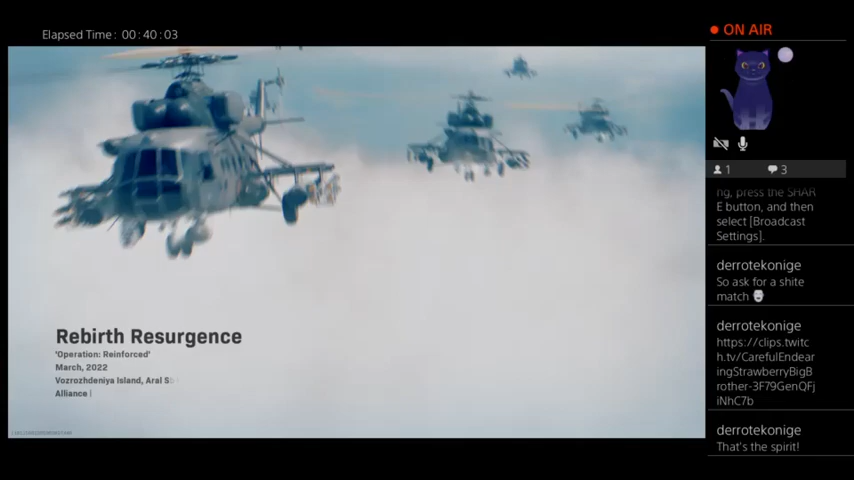 Elapsed Time: 00:40:03
ON AIR
1
3
ng, press the SHAR
E button, and then
select [Broadcast
Settings].
derrotekonige
So ask for a shite
match
derrotekonige
https://clips.twitc
h.tv/CarefulEndear
ingStrawberryBigB
rother-3F79GenQFj
iNhC7b
derrotekonige
That's the spirit!
Rebirth Resurgence
'Operation: Reinforced'
March, 2022
Vozrozhdeniya Island, Aral S
Alliance